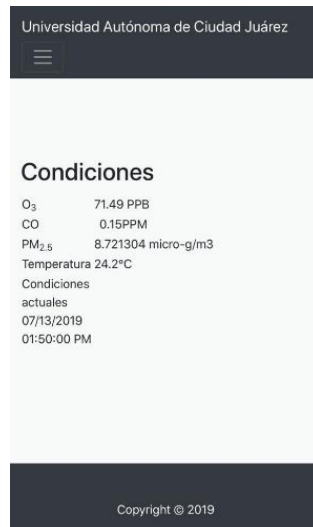 Universidad Autónoma de Ciudad Juárez
Condiciones
O₃ 71.49 PPB
CO 0.15PPM
PM₂.₅ 8.721304 micro-g/m3
Temperatura 24.2°C
Condiciones
actuales
07/13/2019
01:50:00 PM
Copyright © 2019